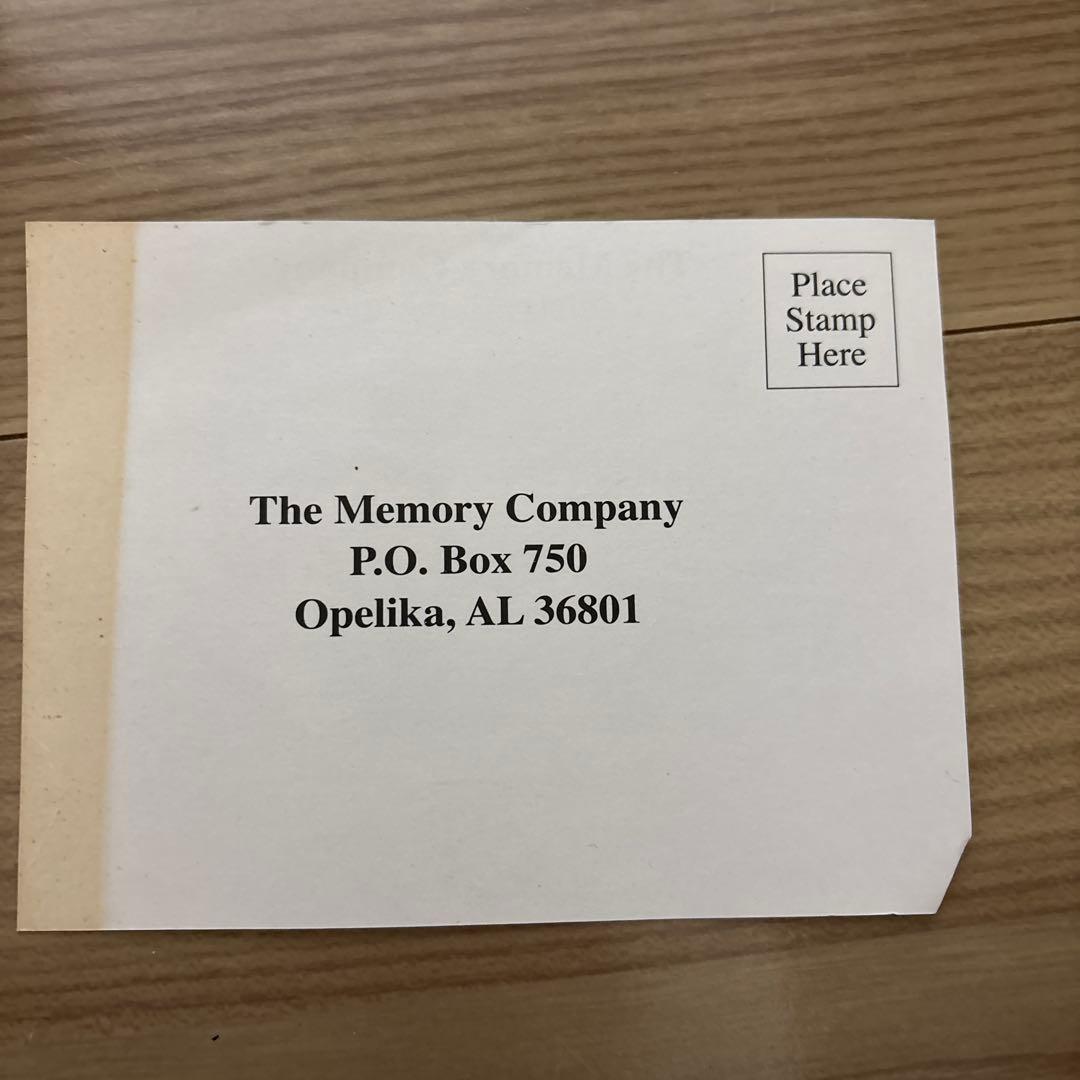 Place
Stamp
Here
The Memory Company
P.O. Box 750
Opelika, AL 36801